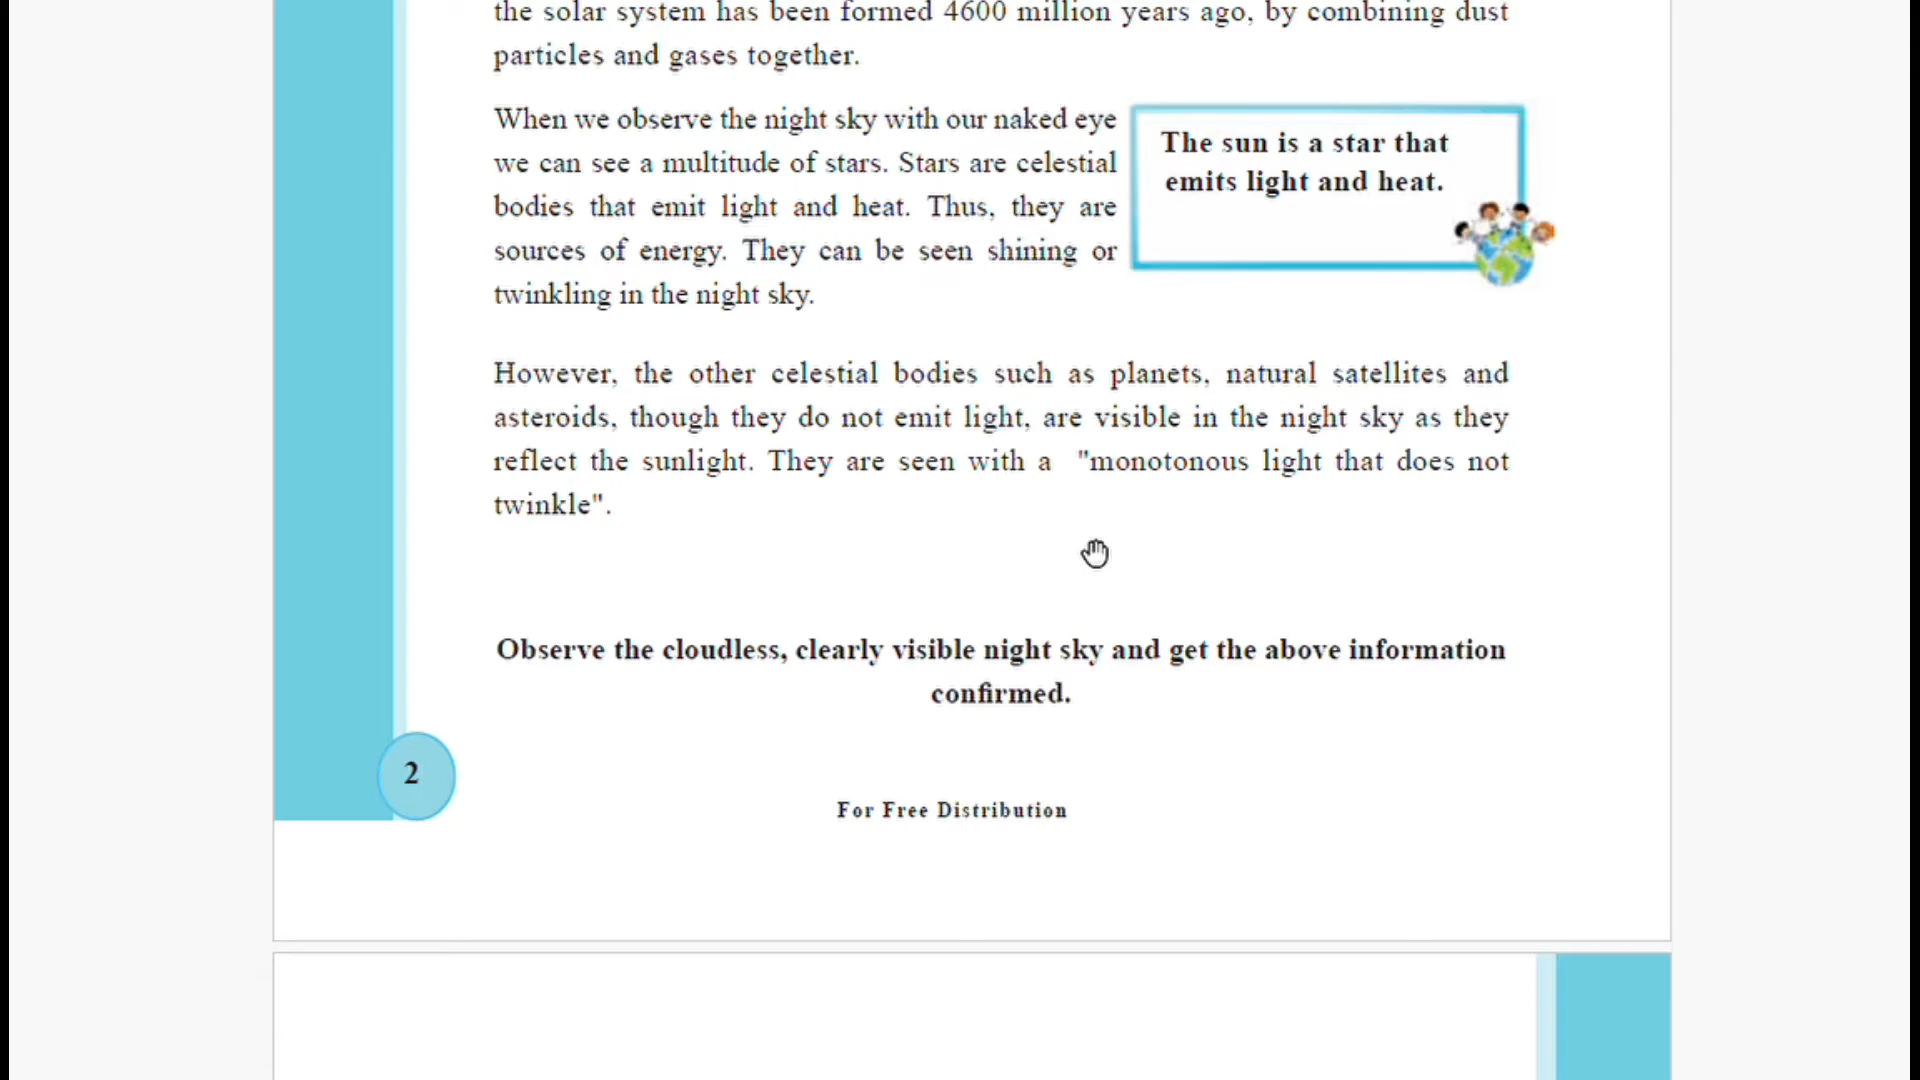 the solar system has been formed 4600 million years ago, by combining dust
particles and gases together.
When we observe the night sky with our naked eye
we can see a multitude of stars. Stars are celestial
bodies that emit light and heat. Thus, they are
sources of energy. They can be seen shining or
twinkling in the night sky.
The sun is a star that
emits light and heat.
However, the other celestial bodies such as planets, natural satellites and
asteroids, though they do not emit light, are visible in the night sky as they
reflect the sunlight. They are seen with a "monotonous light that does not
twinkle".
Observe the cloudless, clearly visible night sky and get the above information
confirmed.
2
For Free Distribution